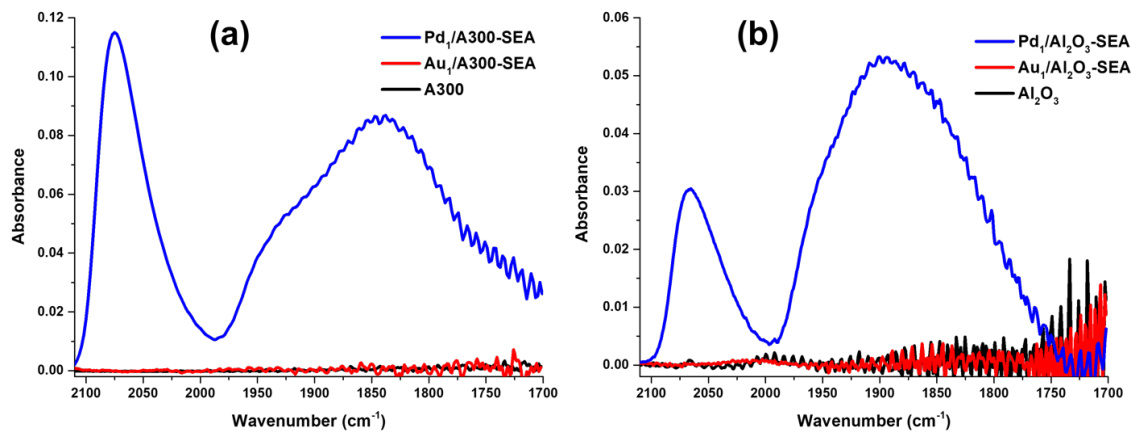 (a)
Pd₁/A300-SEA
Au₁/A300-SEA
A300
0.12
0.10
0.08
0.06
0.04
0.02
0.00
Absorbance
2100 2050 2000 1950 1900 1850 1800 1750 1700
Wavenumber (cm⁻¹)
(b)
Pd₁/Al₂O₃-SEA
Au₁/Al₂O₃-SEA
Al₂O₃
0.06
0.05
0.04
0.03
0.02
0.01
0.00
Absorbance
2100 2050 2000 1950 1900 1850 1800 1750 1700
Wavenumber (cm⁻¹)